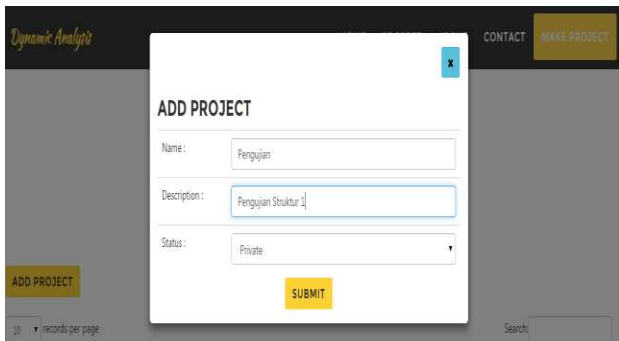 Dynamic Analysis
CONTACT
MAKE PROJECT
x
ADD PROJECT
Name :
Pengujian
Description :
Pengujian Struktur 1
Status :
Private
SUBMIT
ADD PROJECT
10 records per page
Search: